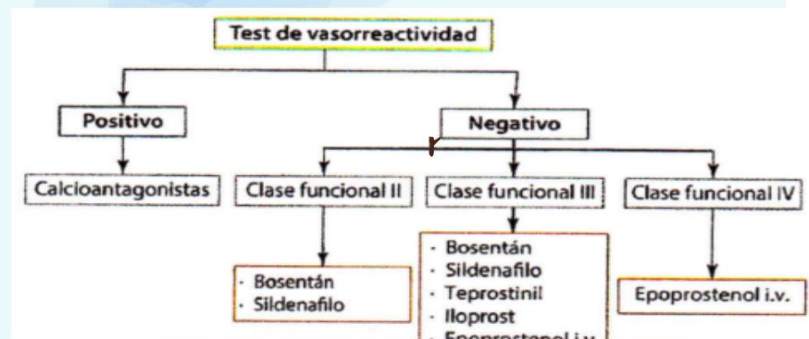 Test de vasorreactividad
Positivo
Negativo
Calcioantagonistas
Clase funcional II
Clase funcional III
Clase funcional IV
· Bosentán
· Sildenafilo
· Bosentán
· Sildenafilo
· Teprostinil
· Iloprost
· Epoprostenol i.v.
Epoprostenol i.v.